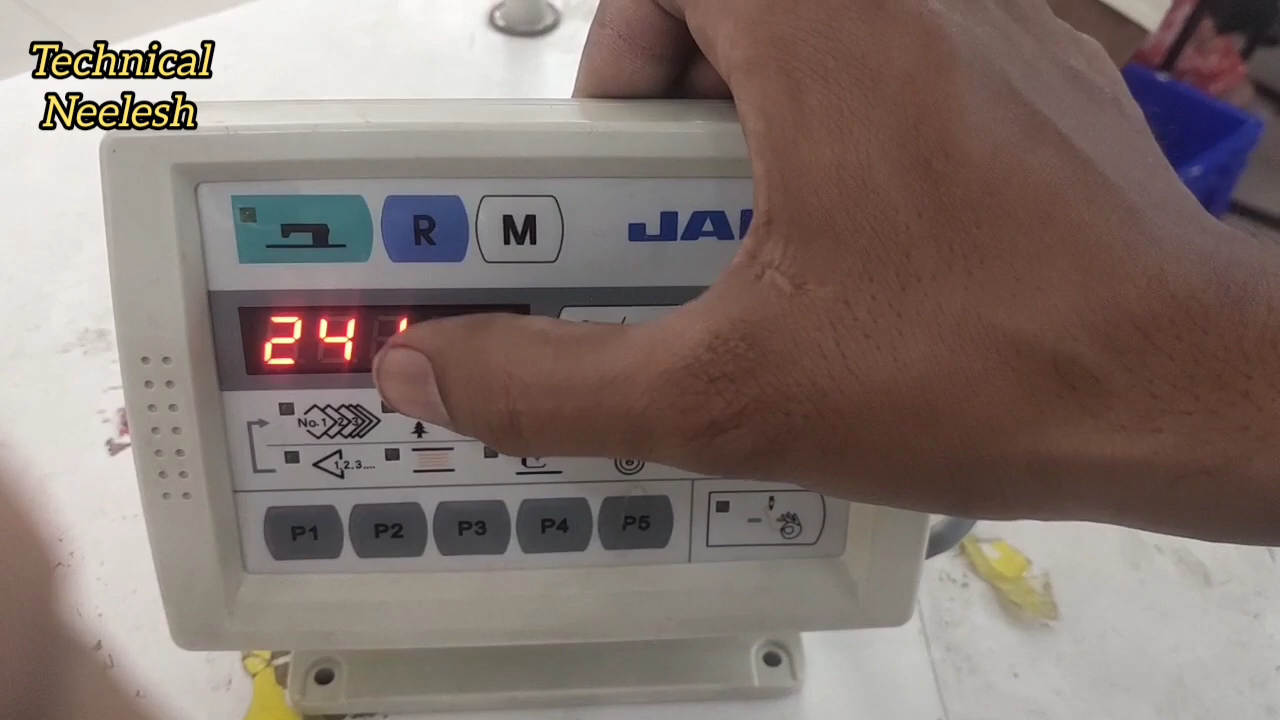 Technical
Neelesh
R M JA
24
No.1 2 3
1,2,3....
P1 P2 P3 P4 P5